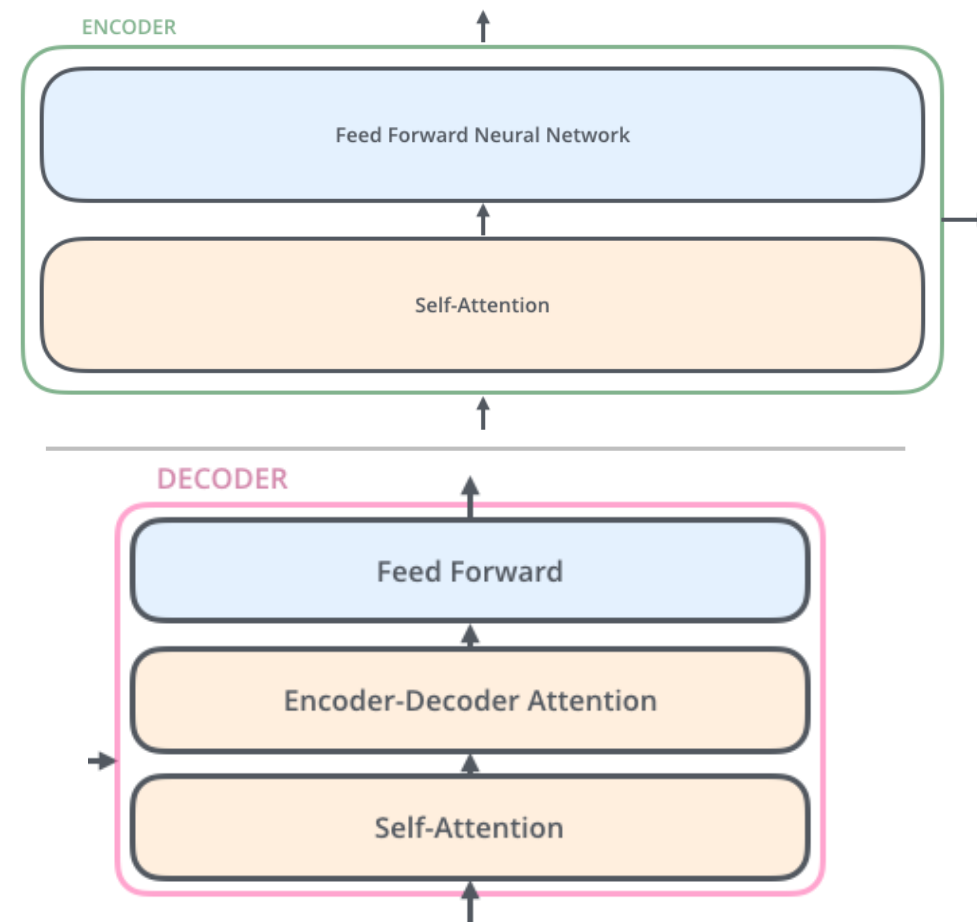 ENCODER
Feed Forward Neural Network
Self-Attention
DECODER
Feed Forward
Encoder-Decoder Attention
Self-Attention